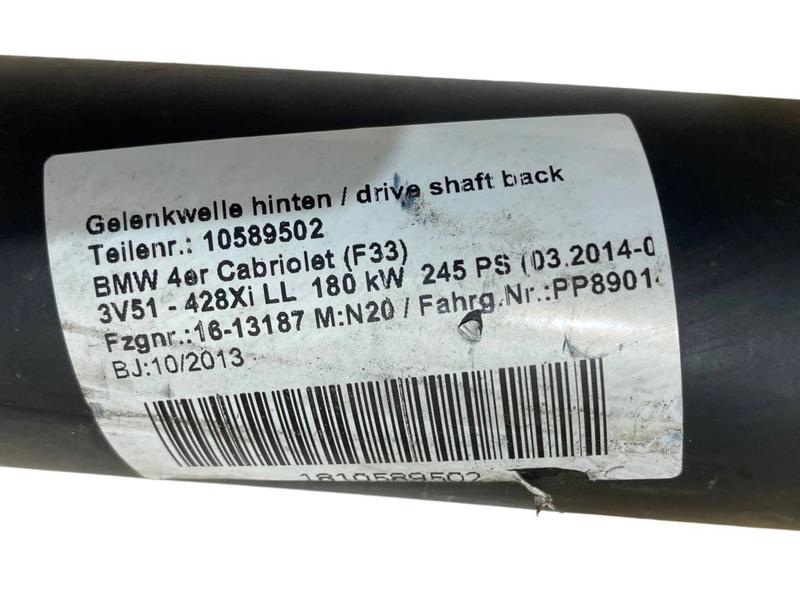 Gelenkwelle hinten / drive shaft back
Teilenr.: 10589502
BMW 4er Cabriolet (F33)
3V51 - 428Xi LL 180 kW 245 PS (03.2014-0
Fzgnr.:16-13187 M:N20 / Fahrg.Nr.:PP8901
BJ:10/2013
1810589502